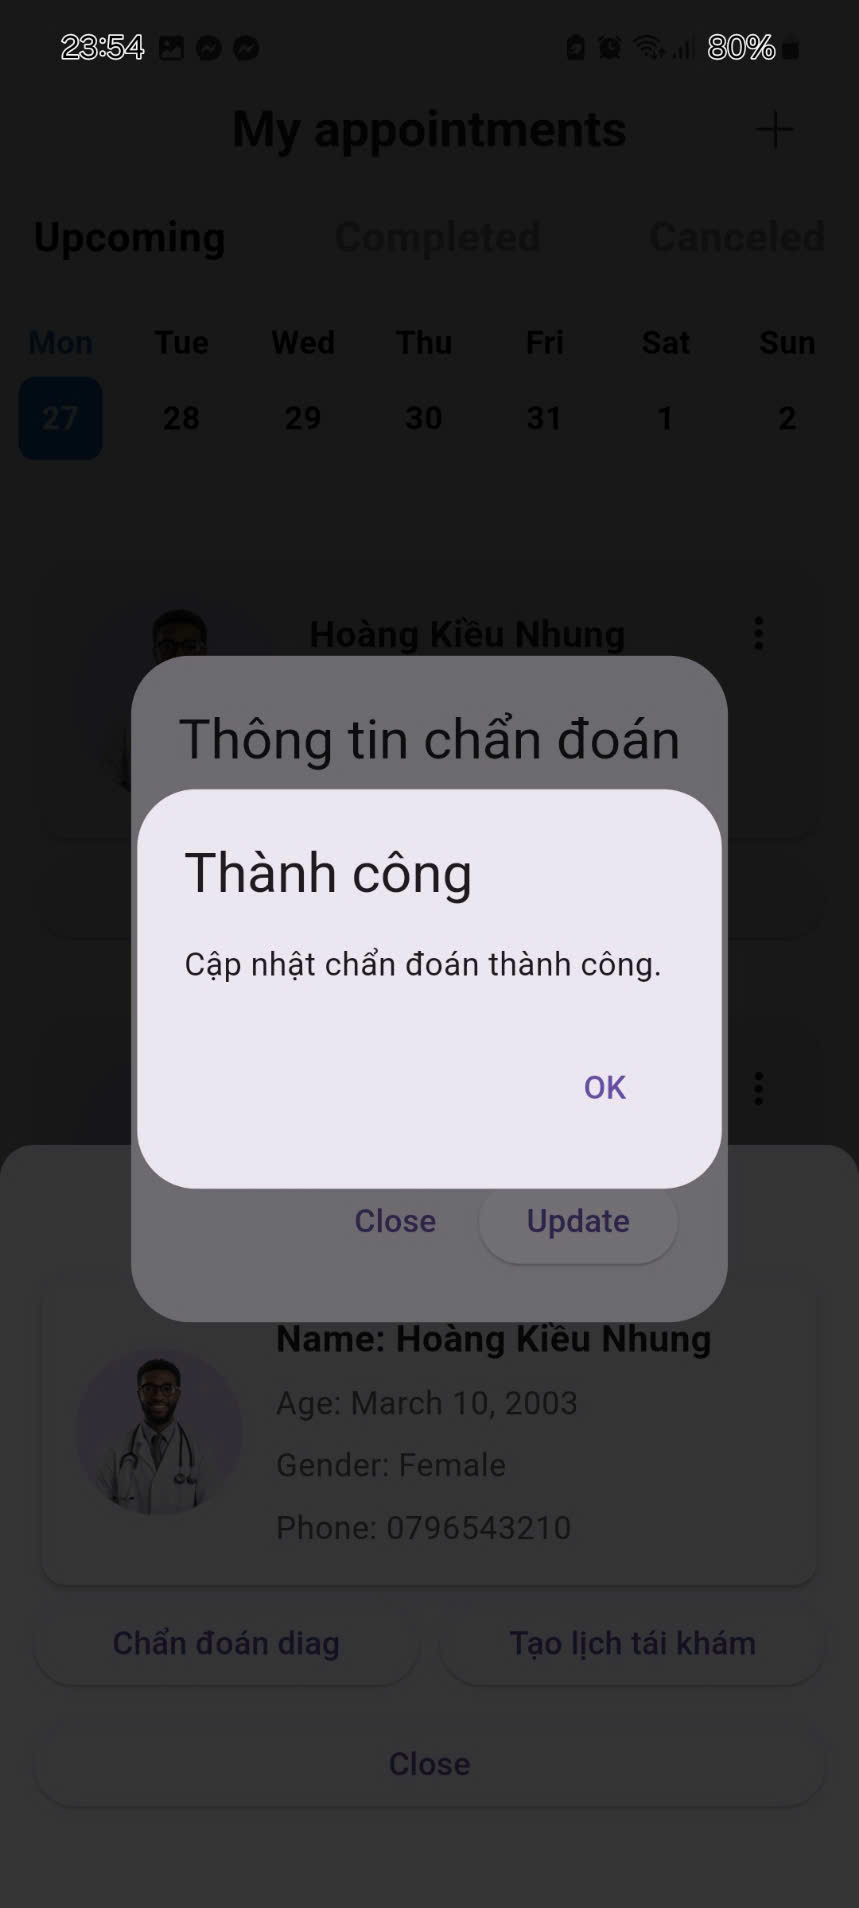 23:54 80%
My appointments
Upcoming Completed Canceled
Mon Tue Wed Thu Fri Sat Sun
27 28 29 30 31 1 2
Hoàng Kiều Nhung
Thông tin chẩn đoán
Thành công
Cập nhật chẩn đoán thành công.
OK
Close Update
Name: Hoàng Kiều Nhung
Age: March 10, 2003
Gender: Female
Phone: 0796543210
Chẩn đoán diag Tạo lịch tái khám
Close